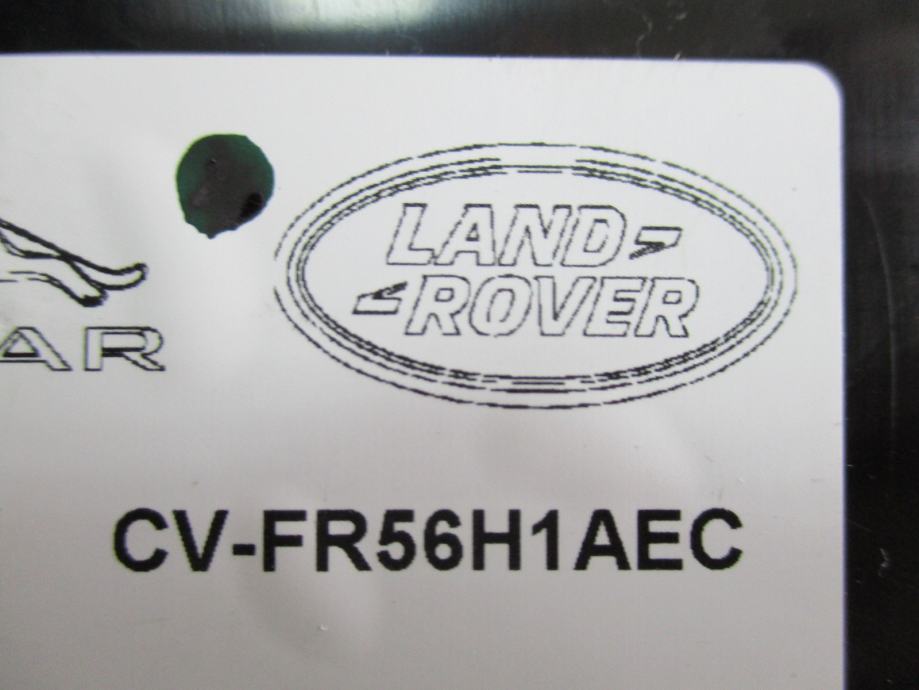 LAND
ROVER
AR
CV-FR56H1AEC